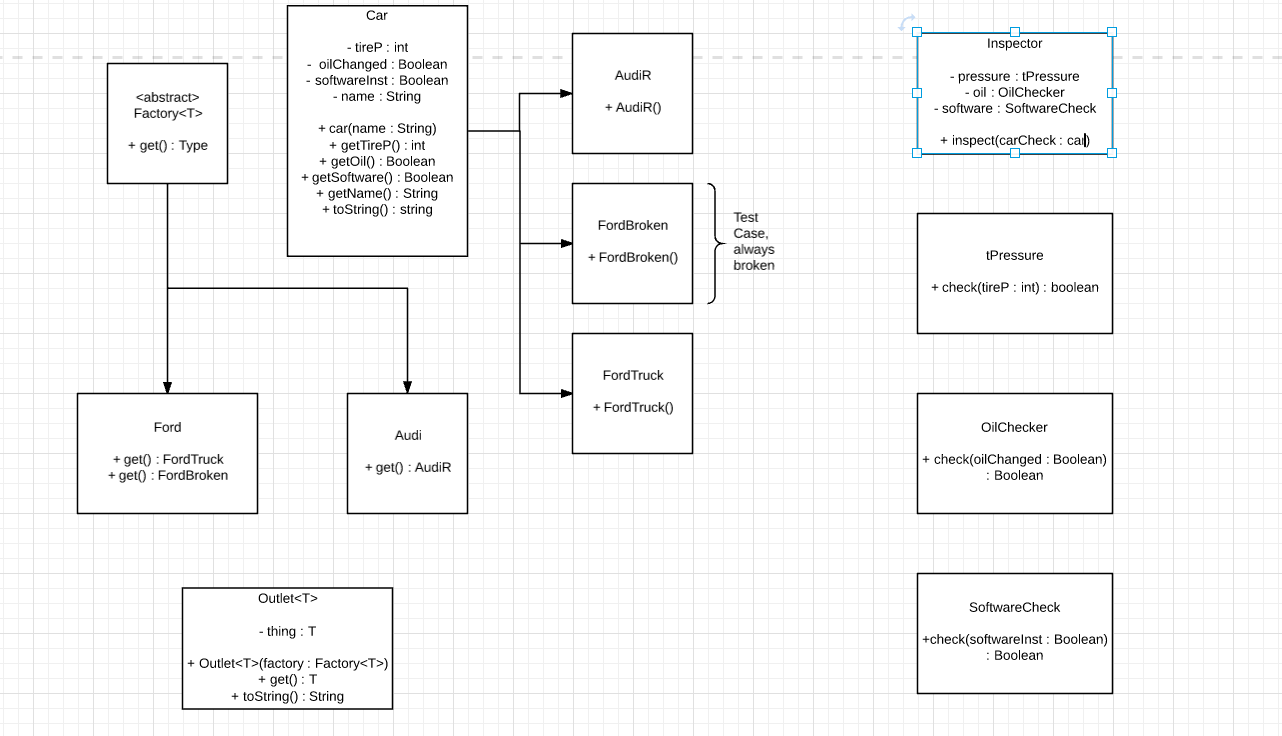 Car
- tireP : int
- oilChanged : Boolean
- softwareInst : Boolean
- name : String
+ car(name : String)
+ getTireP() : int
+ getOil() : Boolean
+ getSoftware() : Boolean
+ getName() : String
+ toString() : string
<abstract>
Factory<T>
+ get() : Type
AudiR
+ AudiR()
FordBroken
+ FordBroken()
Test
Case,
always
broken
FordTruck
+ FordTruck()
Inspector
- pressure : tPressure
- oil : OilChecker
- software : SoftwareCheck
+ inspect(carCheck : car)
tPressure
+ check(tireP : int) : boolean
Ford
+ get() : FordTruck
+ get() : FordBroken
Audi
+ get() : AudiR
OilChecker
+ check(oilChanged : Boolean)
: Boolean
Outlet<T>
- thing : T
+ Outlet<T>(factory : Factory<T>)
+ get() : T
+ toString() : String
SoftwareCheck
+check(softwareInst : Boolean)
: Boolean